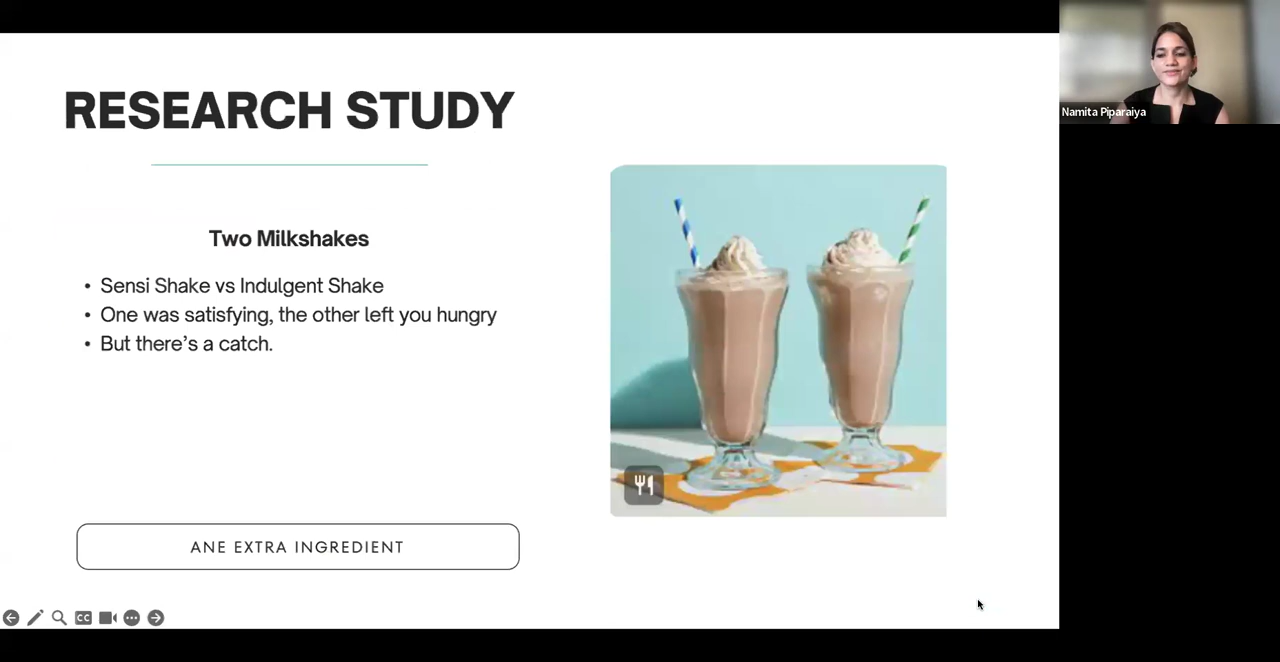 RESEARCH STUDY
Two Milkshakes
• Sensi Shake vs Indulgent Shake
• One was satisfying, the other left you hungry
• But there's a catch.
ANE EXTRA INGREDIENT
CC
Namita Piparaiya